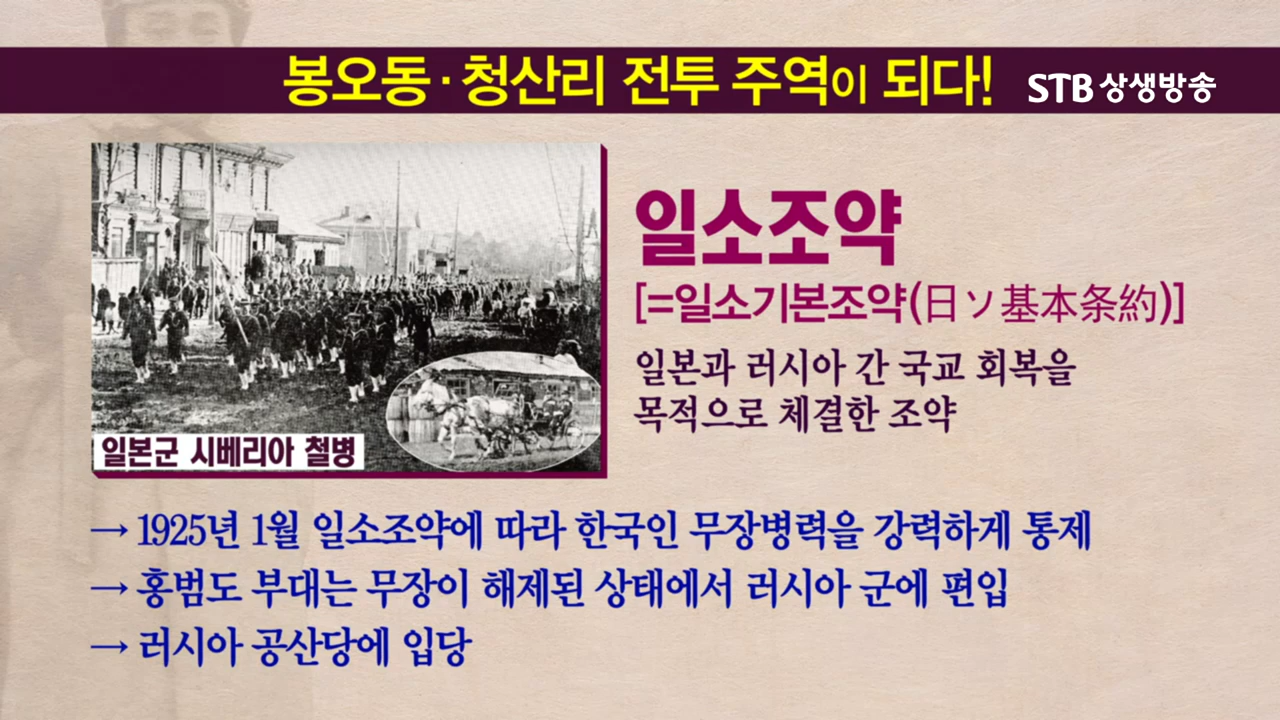 봉오동·청산리 전투 주역이 되다!
STB 상생방송
일소조약
[=일소기본조약(日ソ基本条約)]
일본과 러시아 간 국교 회복을
목적으로 체결한 조약
일본군 시베리아 철병
→ 1925년 1월 일소조약에 따라 한국인 무장병력을 강력하게 통제
→ 홍범도 부대는 무장이 해제된 상태에서 러시아 군에 편입
→ 러시아 공산당에 입당